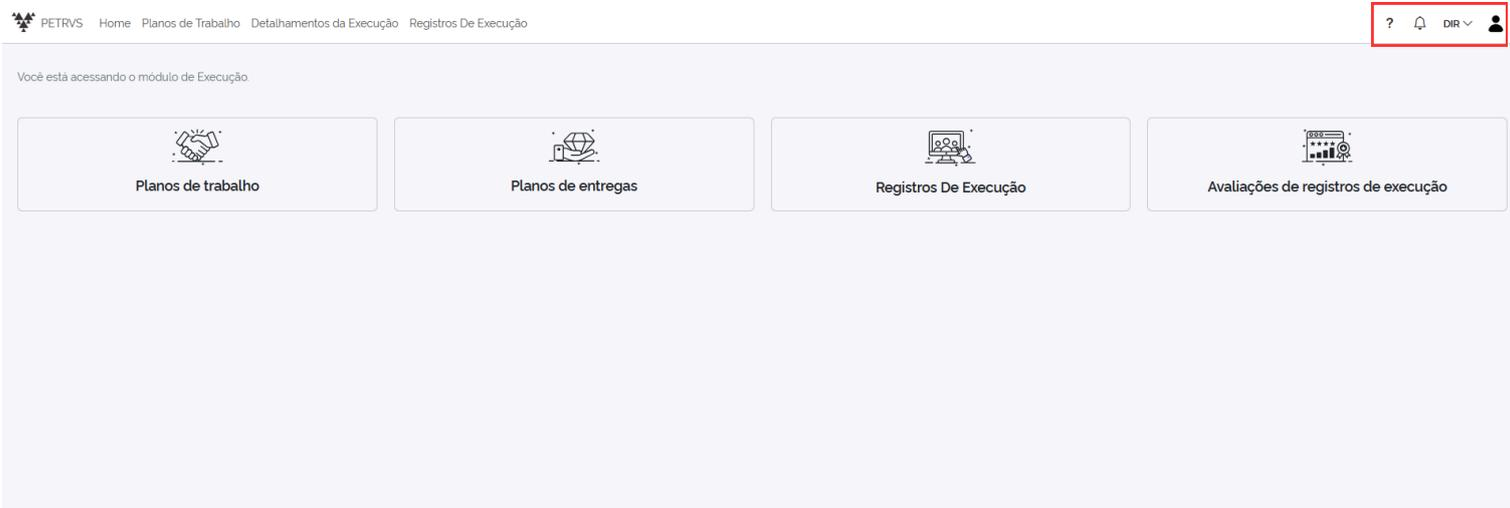 PETRVS Home Planos de Trabalho Detalhamentos da Execução Registros De Execução ? DIR
Você está acessando o módulo de Execução.
Planos de trabalho Planos de entregas Registros De Execução Avaliações de registros de execução